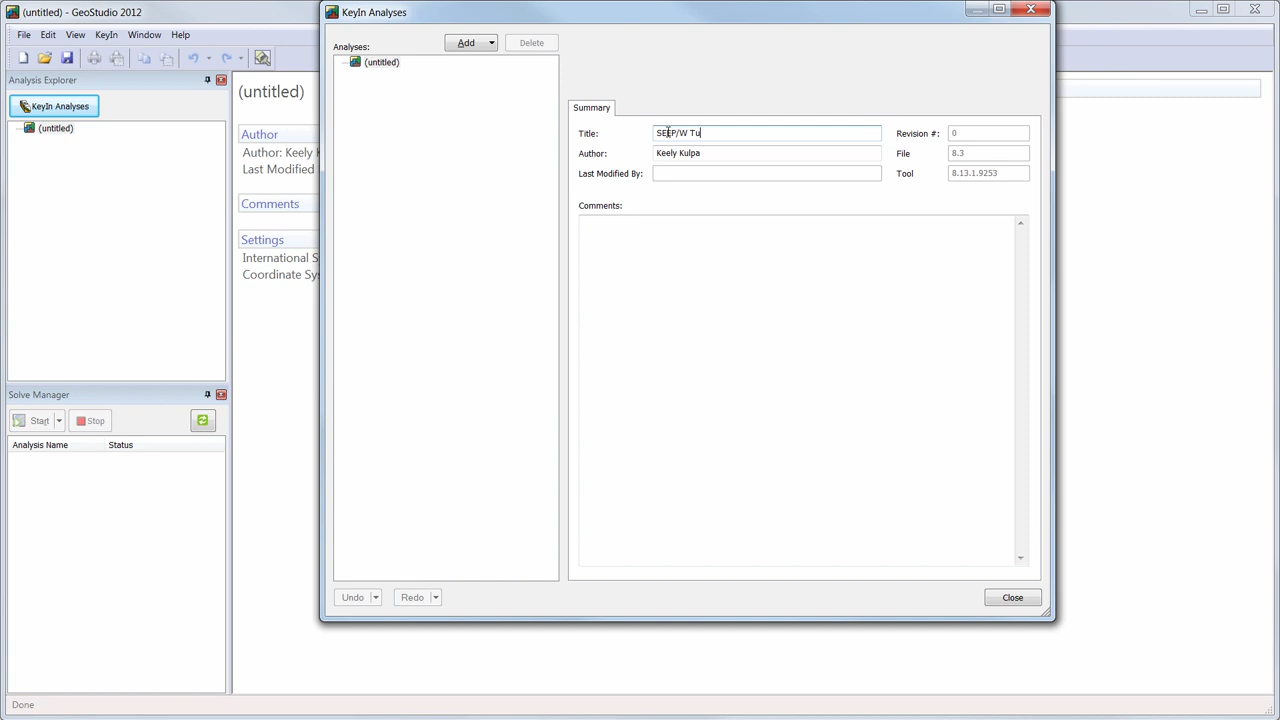 (untitled) - GeoStudio 2012
File Edit View KeyIn Window Help
Analysis Explorer
KeyIn Analyses
(untitled)
Solve Manager
Start Stop
Analysis Name Status
(untitled)
Author
Author: Keely K
Last Modified
Comments
Settings
International S
Coordinate Sys
KeyIn Analyses
Analyses: Add Delete
(untitled)
Summary
Title: SEEP/W Tu Revision #: 0
Author: Keely Kulpa File 8.3
Last Modified By: Tool 8.13.1.9253
Comments:
Undo Redo Close
Done